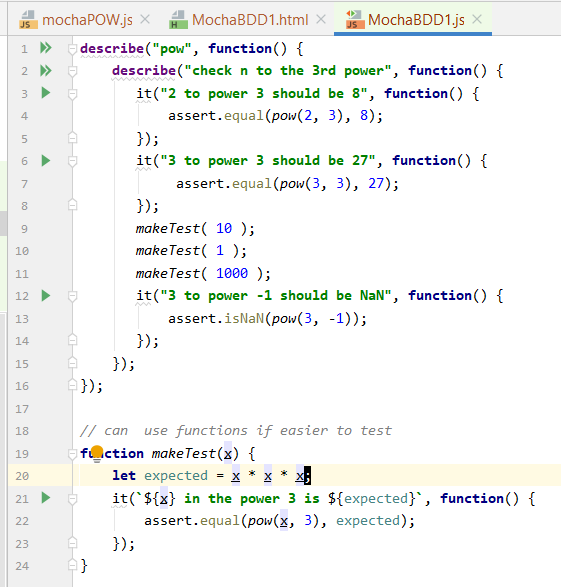 mochaPOW.js MochaBDD1.html MochaBDD1.js
1 describe("pow", function() {
2 describe("check n to the 3rd power", function() {
3 it("2 to power 3 should be 8", function() {
4 assert.equal(pow(2, 3), 8);
5 });
6 it("3 to power 3 should be 27", function() {
7 assert.equal(pow(3, 3), 27);
8 });
9 makeTest( 10 );
10 makeTest( 1 );
11 makeTest( 1000 );
12 it("3 to power -1 should be NaN", function() {
13 assert.isNaN(pow(3, -1));
14 });
15 });
16 });
17
18 // can  use functions if easier to test
19 function makeTest(x) {
20 let expected = x * x * x;
21 it(`${x} in the power 3 is ${expected}`, function() {
22 assert.equal(pow(x, 3), expected);
23 });
24 }